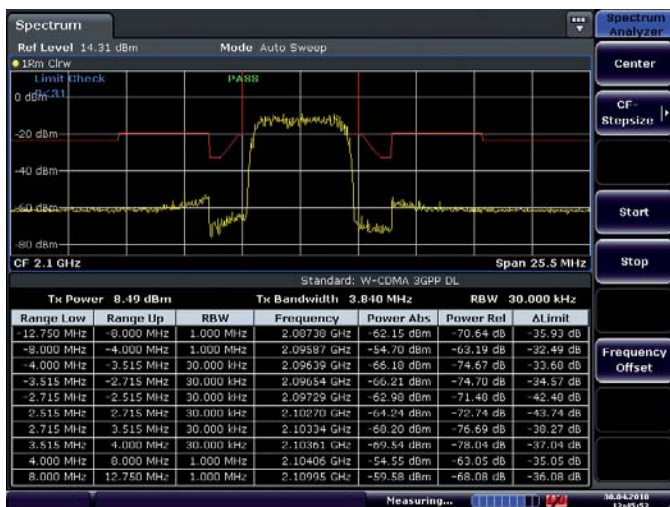 Spectrum
Spectrum Analyzer
Ref Level 14.31 dBm Mode Auto Sweep
1Rm Clrw
Limit Check PASS
P<31
0 dBm
-20 dBm
-40 dBm
-60 dBm
-80 dBm
CF 2.1 GHz Span 25.5 MHz
Standard: W-CDMA 3GPP DL
Tx Power 8.49 dBm Tx Bandwidth 3.840 MHz RBW 30.000 kHz
Range Low Range Up RBW Frequency Power Abs Power Rel ΔLimit
-12.750 MHz -8.000 MHz 1.000 MHz 2.08738 GHz -62.15 dBm -70.64 dB -35.93 dB
-8.000 MHz -4.000 MHz 1.000 MHz 2.09587 GHz -54.70 dBm -63.19 dB -32.49 dB
-4.000 MHz -3.515 MHz 30.000 kHz 2.09639 GHz -66.18 dBm -74.67 dB -33.68 dB
-3.515 MHz -2.715 MHz 30.000 kHz 2.09654 GHz -66.21 dBm -74.70 dB -34.57 dB
-2.715 MHz -2.515 MHz 30.000 kHz 2.09729 GHz -62.98 dBm -71.48 dB -42.48 dB
2.515 MHz 2.715 MHz 30.000 kHz 2.10270 GHz -64.24 dBm -72.74 dB -43.74 dB
2.715 MHz 3.515 MHz 30.000 kHz 2.10334 GHz -68.20 dBm -76.69 dB -38.27 dB
3.515 MHz 4.000 MHz 30.000 kHz 2.10361 GHz -69.54 dBm -78.04 dB -37.04 dB
4.000 MHz 8.000 MHz 1.000 MHz 2.10406 GHz -54.55 dBm -63.05 dB -35.05 dB
8.000 MHz 12.750 MHz 1.000 MHz 2.10995 GHz -59.58 dBm -68.08 dB -36.08 dB
Center
CF-Stepsize
Start
Stop
Frequency Offset
Measuring...
30.04.2010
12:45:52